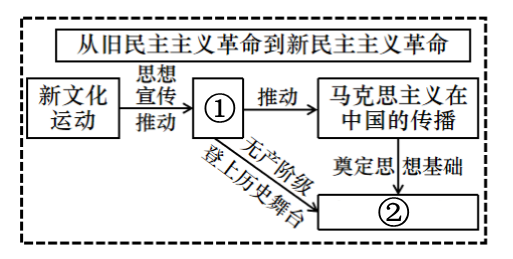 从旧民主主义革命到新民主主义革命
新文化
运动
思想
宣传
推动
①
推动
马克思主义在
中国的传播
无产阶级
登上历史舞台
奠定思想基础
②